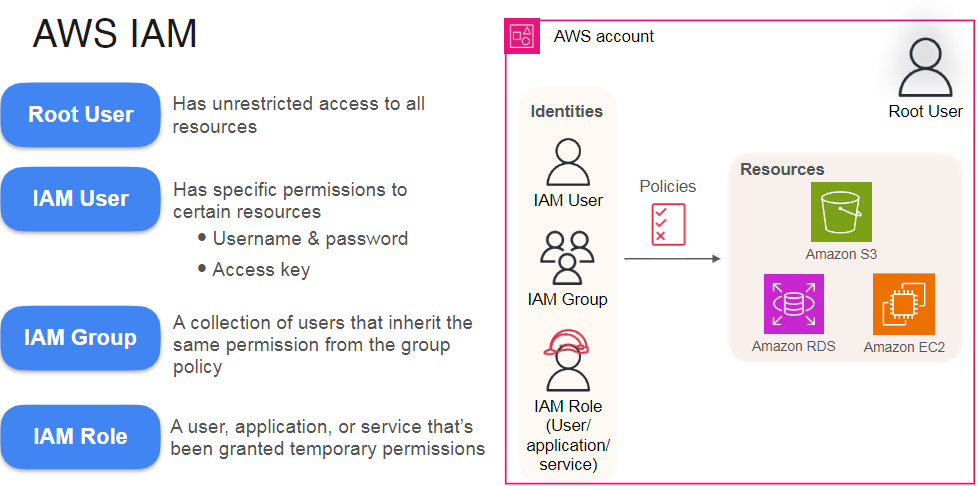 AWS IAM
Root User
Has unrestricted access to all
resources
IAM User
Has specific permissions to
certain resources
• Username & password
• Access key
IAM Group
A collection of users that inherit the
same permission from the group
policy
IAM Role
A user, application, or service that's
been granted temporary permissions
AWS account
Root User
Identities
IAM User
IAM Group
IAM Role
(User/
application/
service)
Policies
Resources
Amazon S3
Amazon RDS
Amazon EC2